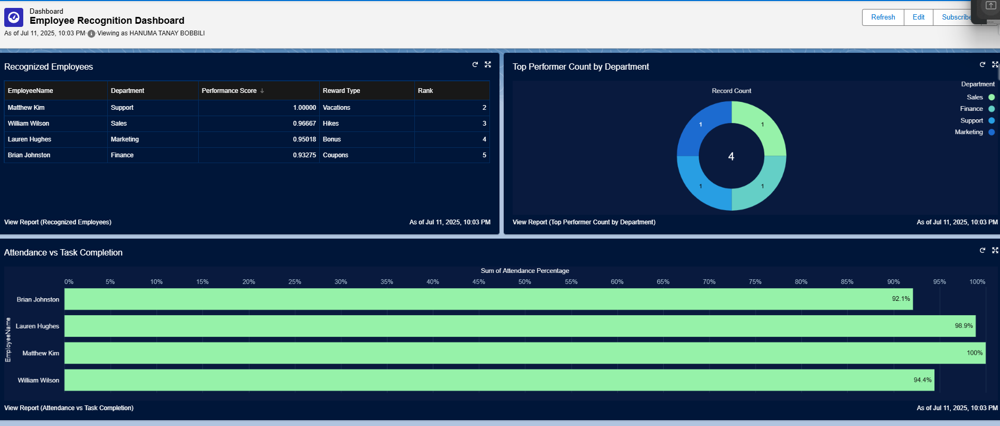 Dashboard
Employee Recognition Dashboard
As of Jul 11, 2025, 10:03 PM·Viewing as HANUMA TANAY BOBBILI
Refresh Edit Subscribe
Recognized Employees
EmployeeName Department Performance Score ↓ Reward Type Rank
Matthew Kim Support 1.00000 Vacations 2
William Wilson Sales 0.96667 Hikes 3
Lauren Hughes Marketing 0.95018 Bonus 4
Brian Johnston Finance 0.93275 Coupons 5
View Report (Recognized Employees) As of Jul 11, 2025, 10:03 PM
Top Performer Count by Department
Record Count
Department
Sales
Finance
Support
Marketing
1 1
4
1 1
View Report (Top Performer Count by Department) As of Jul 11, 2025, 10:03 PM
Attendance vs Task Completion
Sum of Attendance Percentage
0% 5% 10% 15% 20% 25% 30% 35% 40% 45% 50% 55% 60% 65% 70% 75% 80% 85% 90% 95% 100%
EmployeeName
Brian Johnston 92.1%
Lauren Hughes 98.9%
Matthew Kim 100%
William Wilson 94.4%
View Report (Attendance vs Task Completion) As of Jul 11, 2025, 10:03 PM